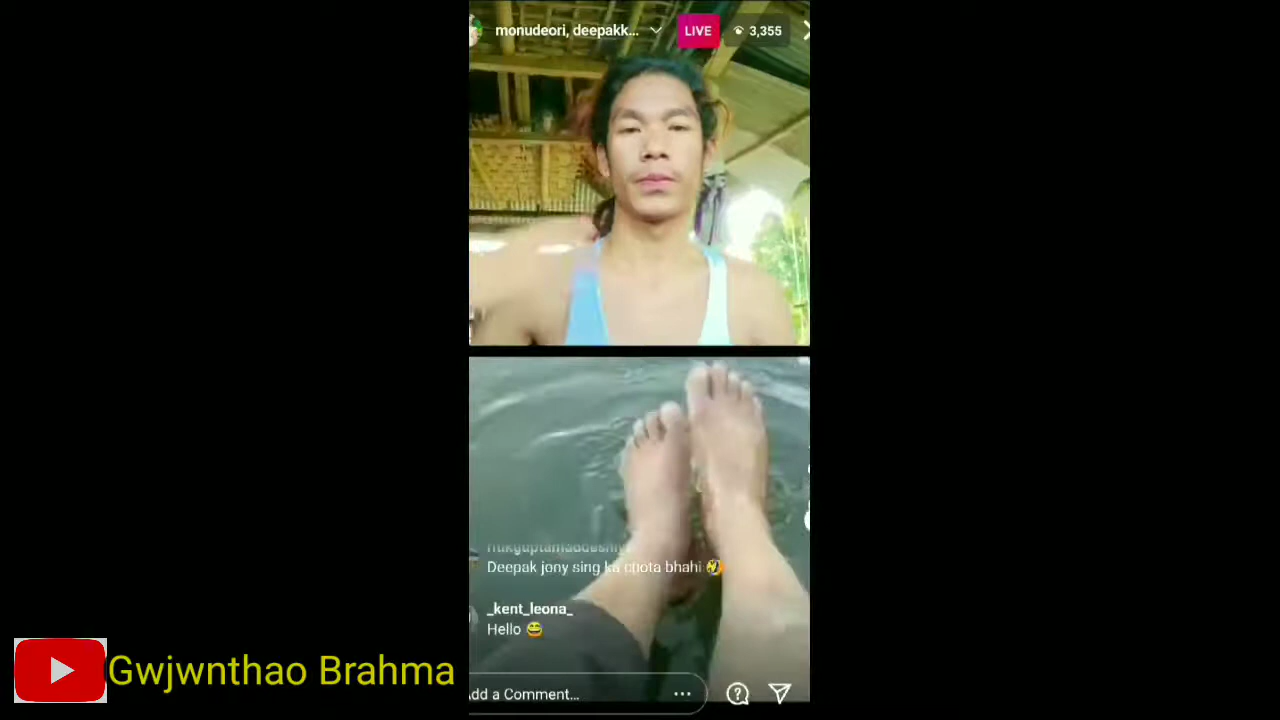 monudeori, deepakk...
LIVE
3,355
Deepak jony sing ka chota bhahi 🤣
_kent_leona_
Hello 😅
Add a Comment...
Gwjwnthao Brahma